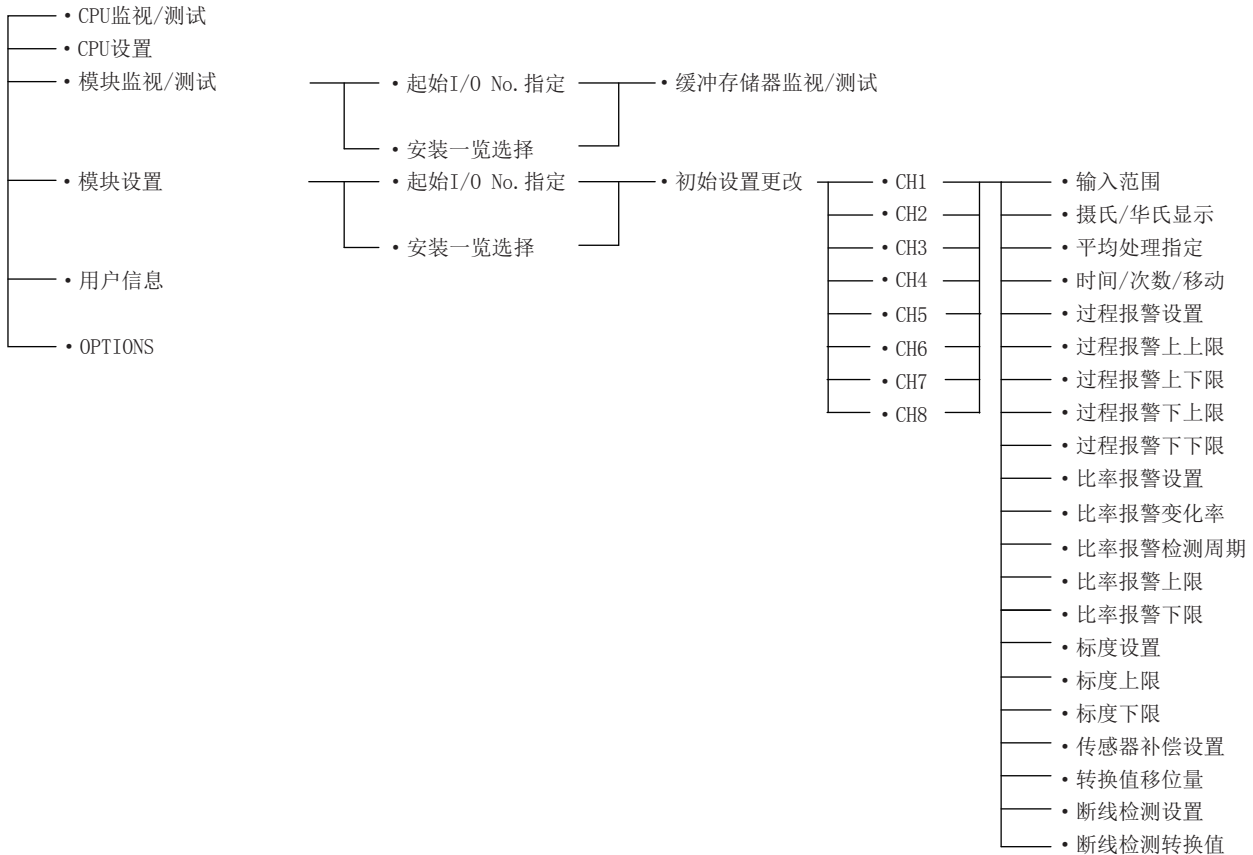 • CPU监视/测试
• CPU设置
• 模块监视/测试 • 起始I/O No.指定 • 缓冲存储器监视/测试
• 安装一览选择
• 模块设置 • 起始I/O No.指定 • 初始设置更改 • CH1 • 输入范围
• CH2 • 摄氏/华氏显示
• 安装一览选择 • CH3 • 平均处理指定
• 用户信息 • CH4 • 时间/次数/移动
• CH5 • 过程报警设置
• OPTIONS • CH6 • 过程报警上上限
• CH7 • 过程报警上下限
• CH8 • 过程报警下上限
• 过程报警下下限
• 比率报警设置
• 比率报警变化率
• 比率报警检测周期
• 比率报警上限
• 比率报警下限
• 标度设置
• 标度上限
• 标度下限
• 传感器补偿设置
• 转换值移位量
• 断线检测设置
• 断线检测转换值